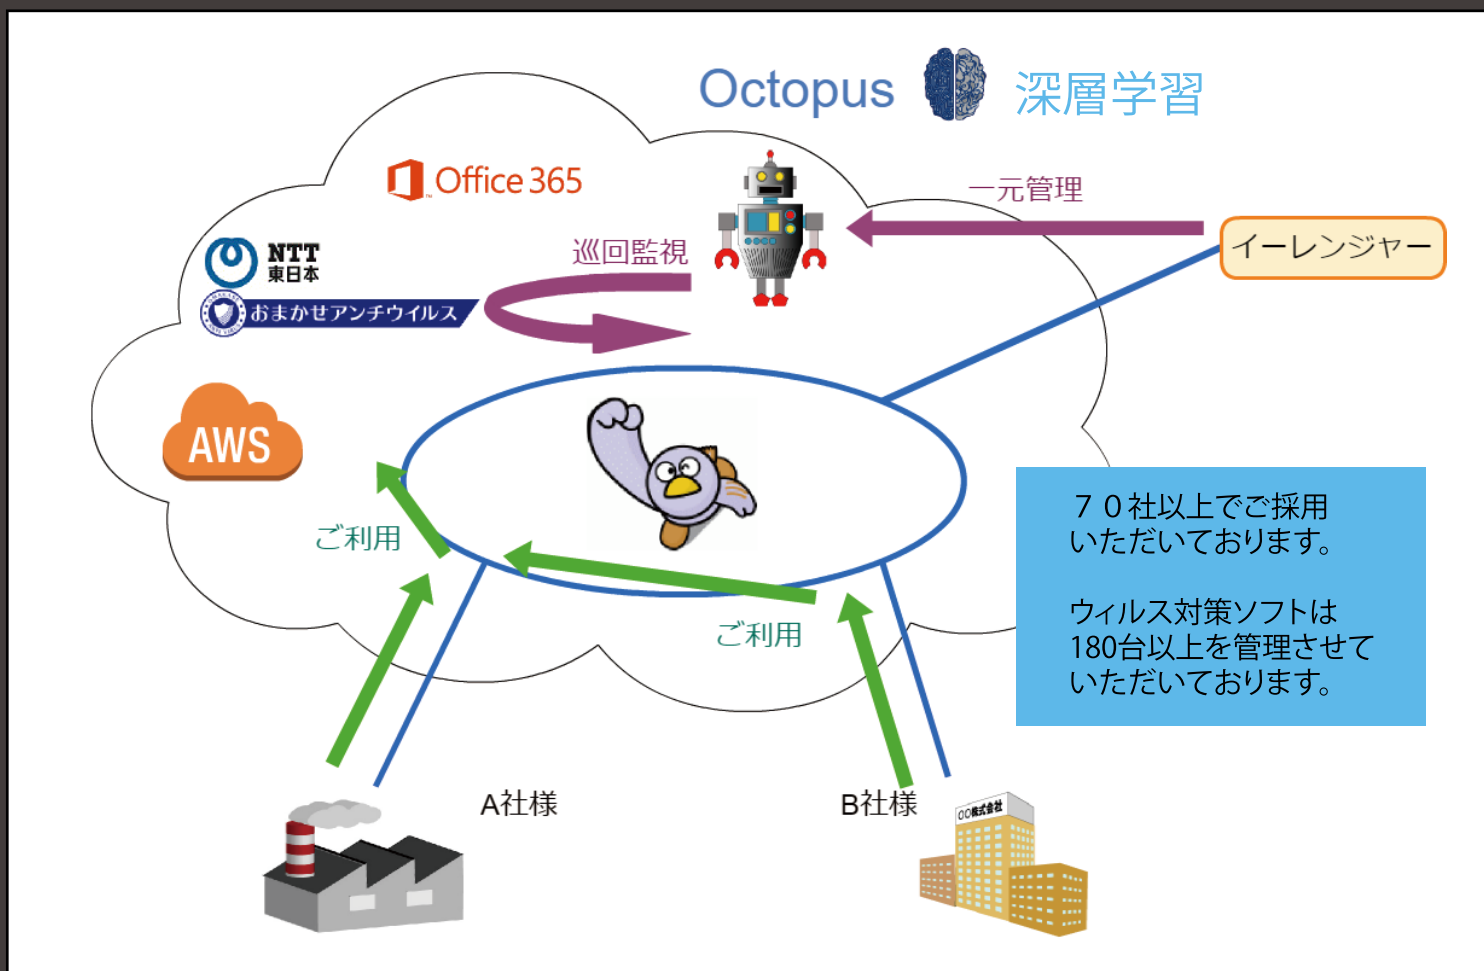 Octopus 深層学習
Office 365
一元管理
イーレンジャー
NTT
東日本
巡回監視
おまかせアンチウイルス
AWS
ご利用
ご利用
７０社以上でご採用
いただいております。
ウィルス対策ソフトは
180台以上を管理させて
いただいております。
A社様
B社様
〇〇株式会社